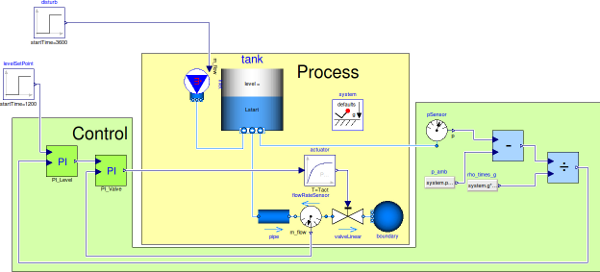 disturb
startTime=3600
levelSetPoint
startTime=1200
tank
m_flow
Process
level =
Lstart
system
defaults
g
pSensor
p
Control
PI
PI_Level
PI
PI_Valve
actuator
T=Tact
flowRateSensor
m_flow
pipe
valveLinear
boundary
p_amb
system.p...
rho_times_g
system.g*...
-
÷